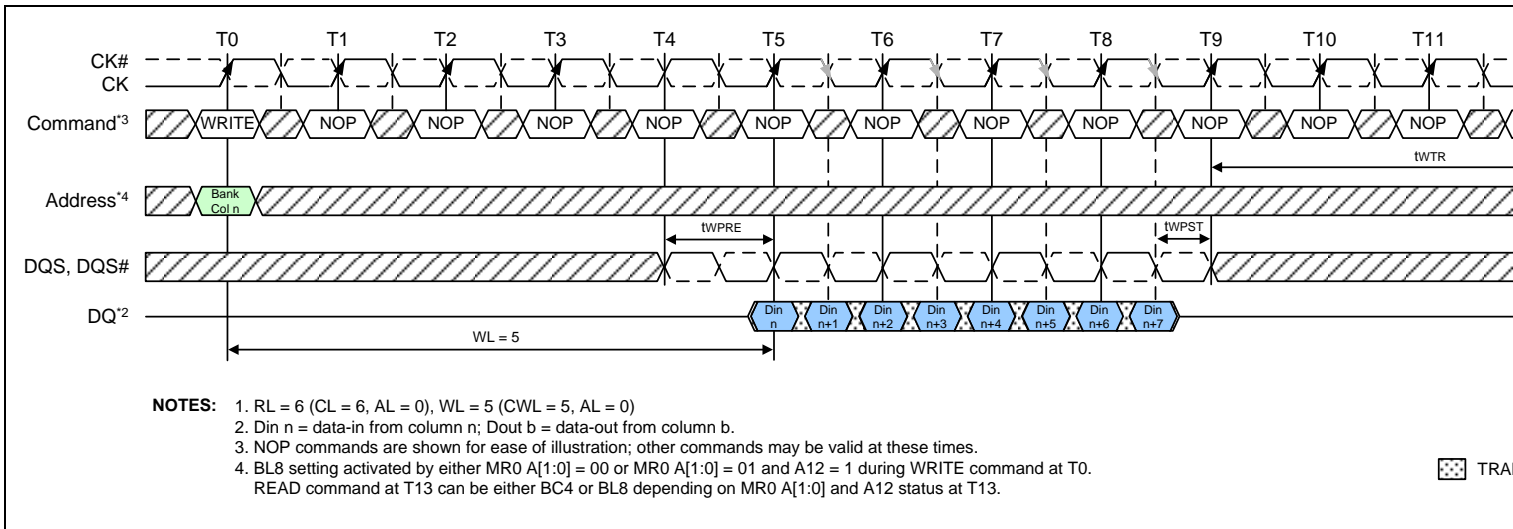 T0 T1 T2 T3 T4 T5 T6 T7 T8 T9 T10 T11
CK#
CK
Command*3 WRITE NOP NOP NOP NOP NOP NOP NOP NOP NOP NOP NOP
tWTR
Address*4 Bank Col n
tWPRE tWPST
DQS, DQS#
DQ*2 Din n Din n+1 Din n+2 Din n+3 Din n+4 Din n+5 Din n+6 Din n+7
WL = 5
NOTES: 1. RL = 6 (CL = 6, AL = 0), WL = 5 (CWL = 5, AL = 0)
2. Din n = data-in from column n; Dout b = data-out from column b.
3. NOP commands are shown for ease of illustration; other commands may be valid at these times.
4. BL8 setting activated by either MR0 A[1:0] = 00 or MR0 A[1:0] = 01 and A12 = 1 during WRITE command at T0.
READ command at T13 can be either BC4 or BL8 depending on MR0 A[1:0] and A12 status at T13.